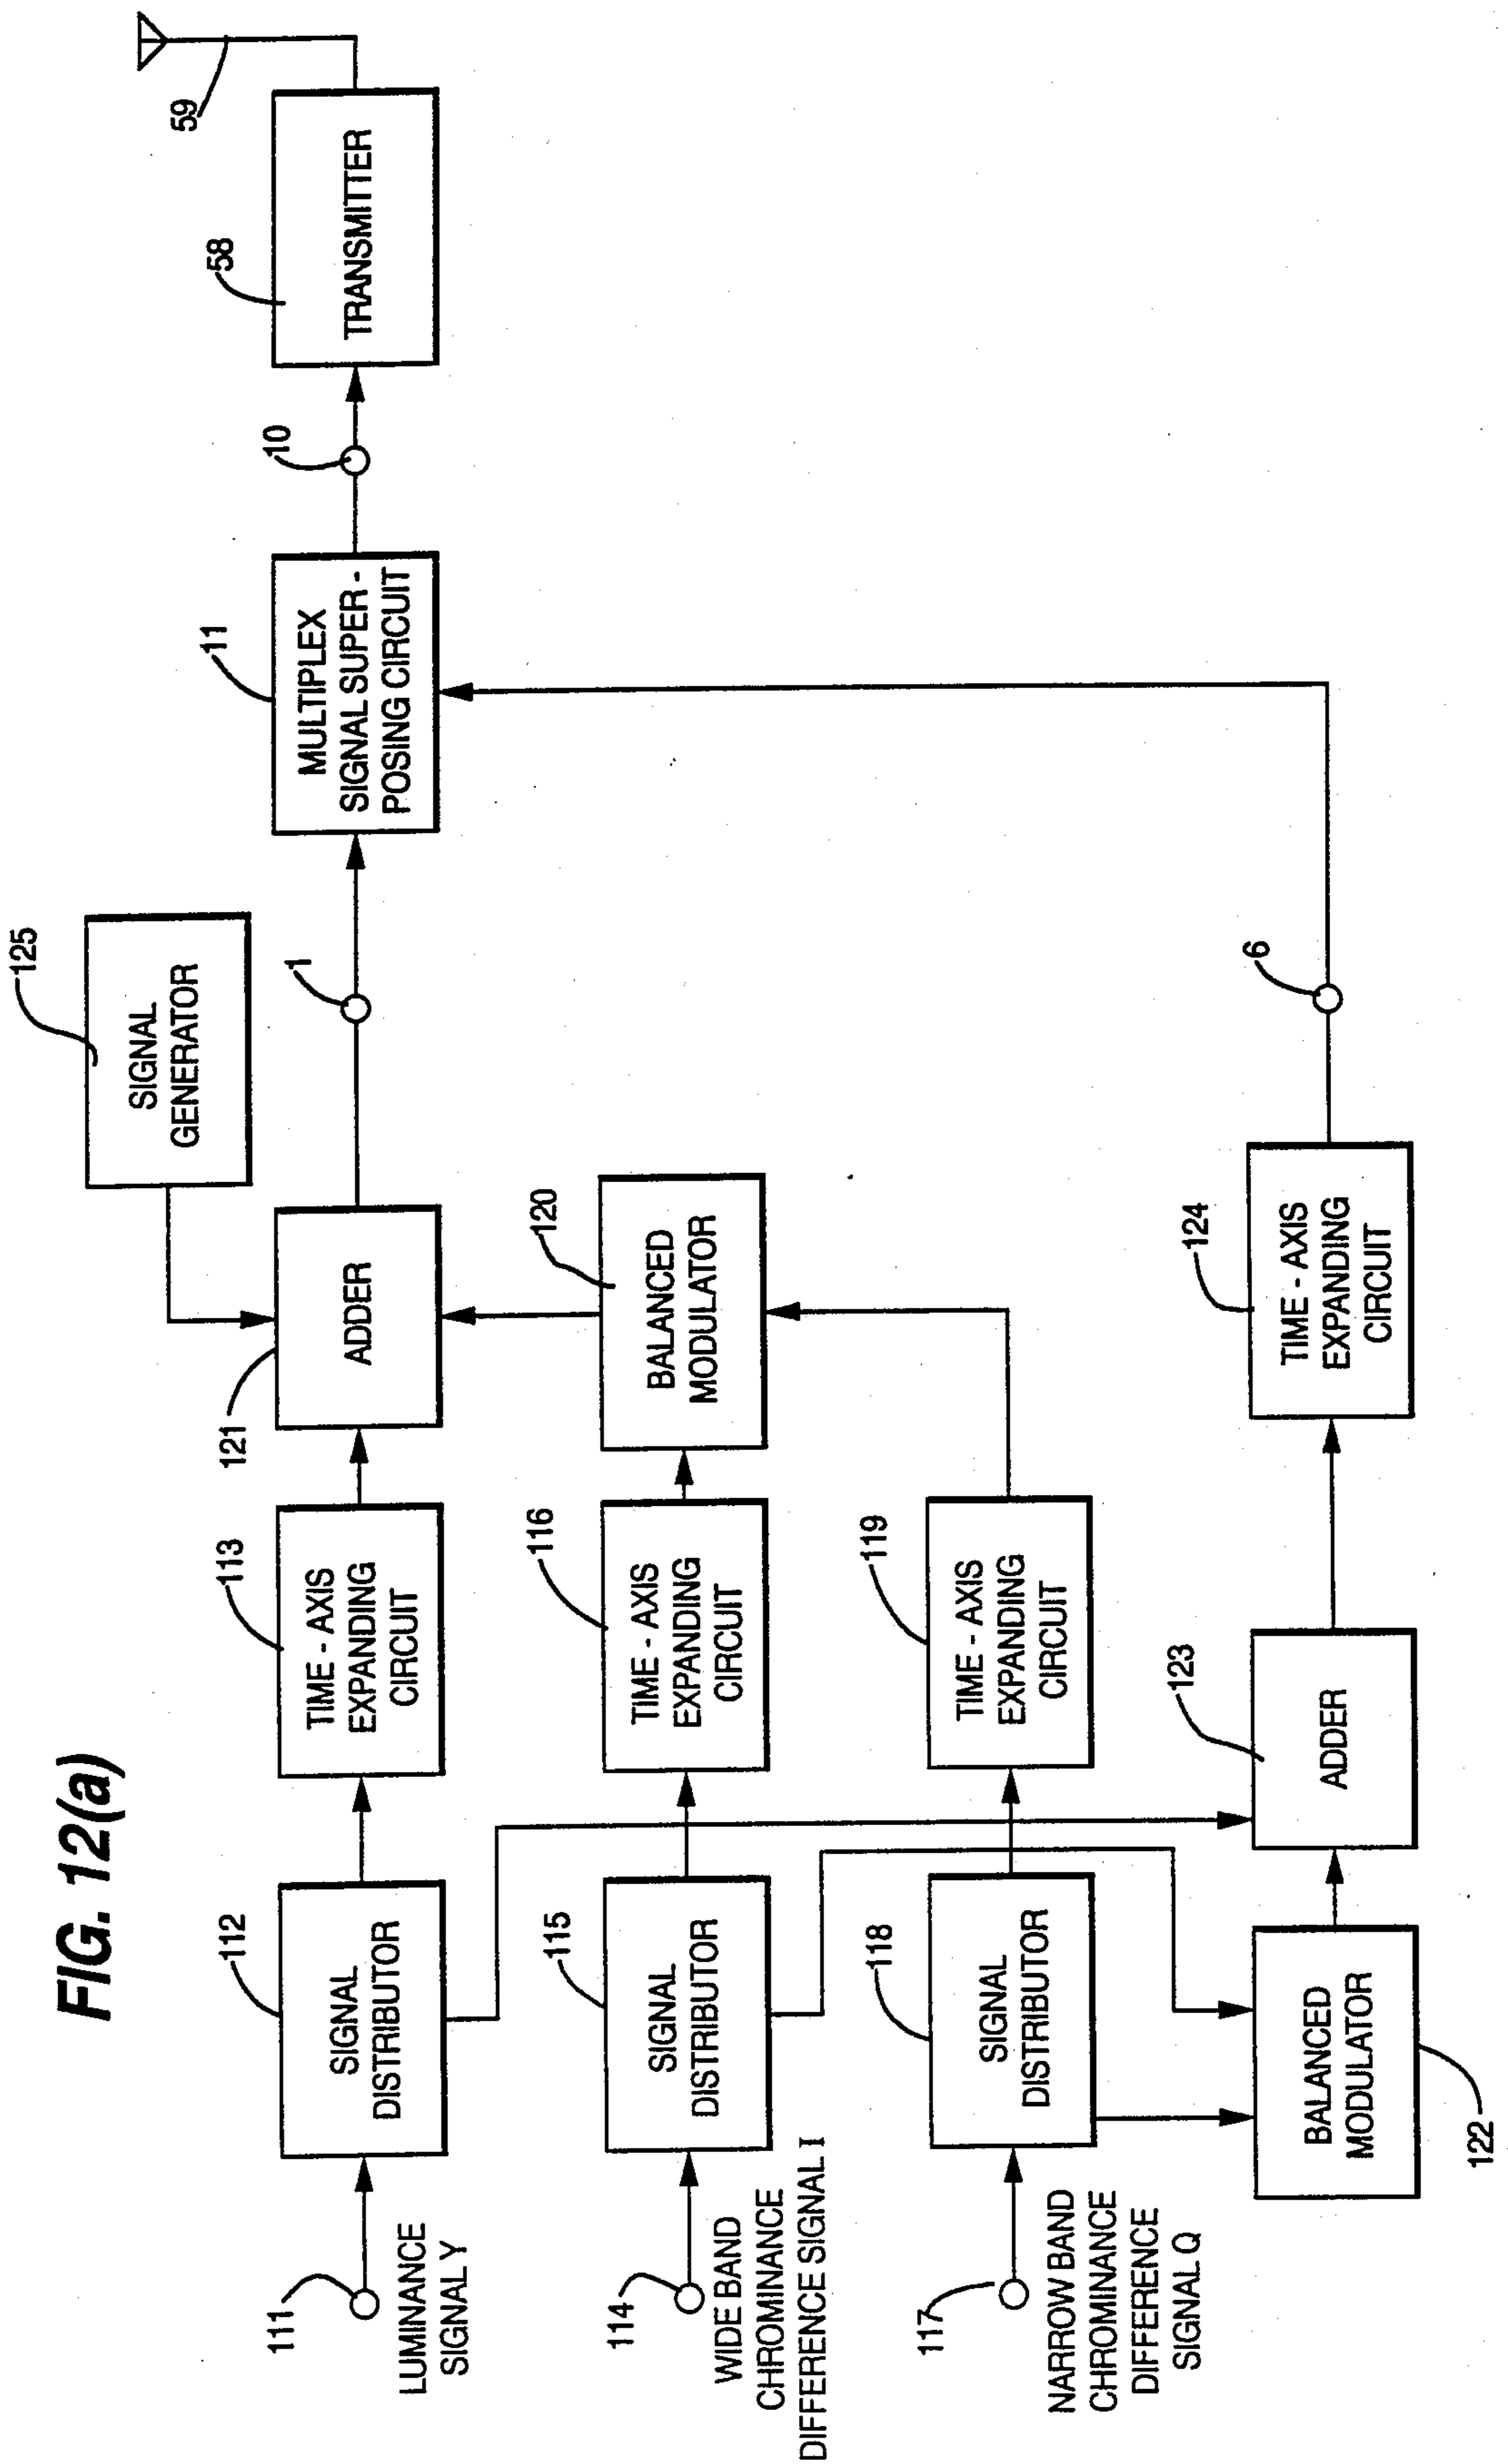 FIG. 12(a)
111
LUMINANCE
SIGNAL Y
112
SIGNAL
DISTRIBUTOR
113
TIME - AXIS
EXPANDING
CIRCUIT
121
ADDER
125
SIGNAL
GENERATOR
1
11
MULTIPLEX
SIGNAL SUPER -
POSING CIRCUIT
10
58
TRANSMITTER
59
114
WIDE BAND
CHROMINANCE
DIFFERENCE SIGNAL I
115
SIGNAL
DISTRIBUTOR
116
TIME - AXIS
EXPANDING
CIRCUIT
120
BALANCED
MODULATOR
117
NARROW BAND
CHROMINANCE
DIFFERENCE
SIGNAL Q
118
SIGNAL
DISTRIBUTOR
119
TIME - AXIS
EXPANDING
CIRCUIT
122
BALANCED
MODULATOR
123
ADDER
124
TIME - AXIS
EXPANDING
CIRCUIT
6